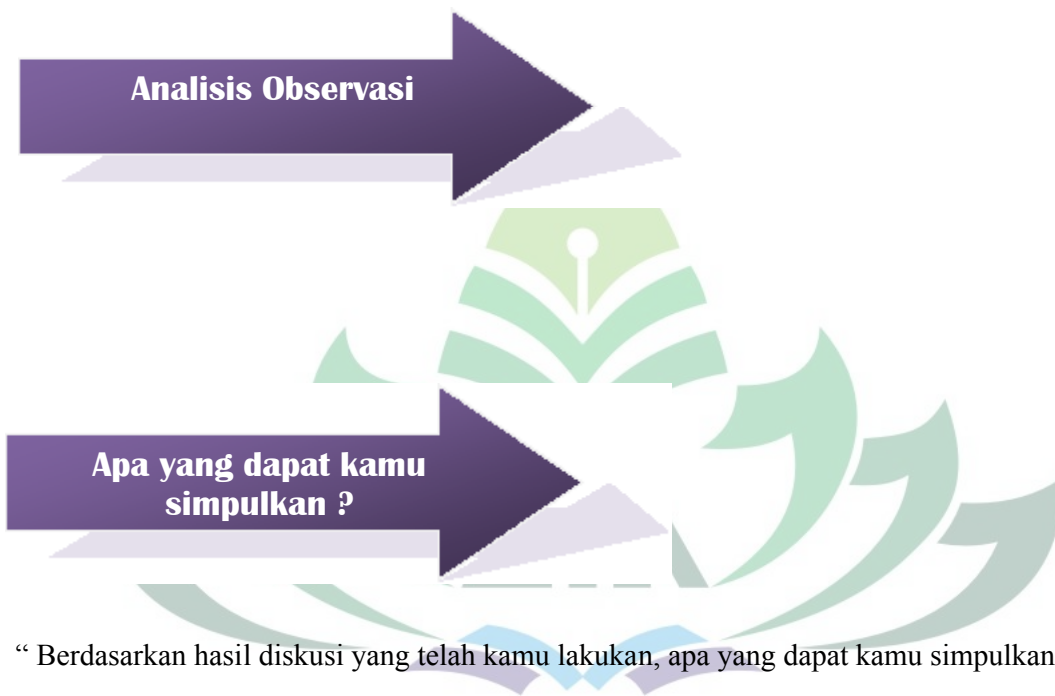 Analisis Observasi
Apa yang dapat kamu
simpulkan ?
“ Berdasarkan hasil diskusi yang telah kamu lakukan, apa yang dapat kamu simpulkan